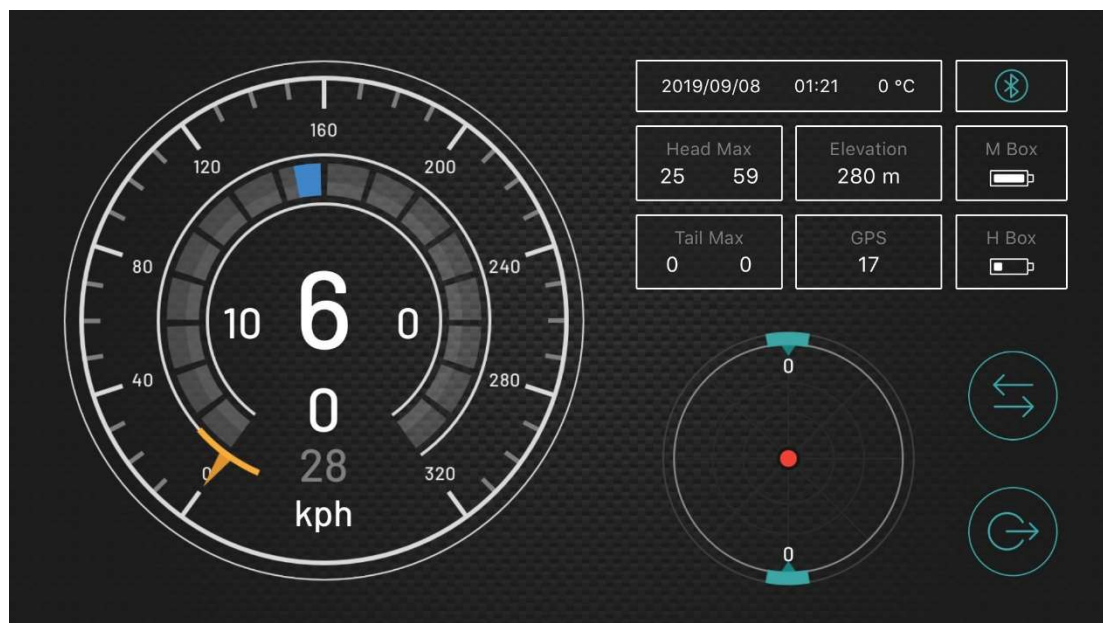 160
120 200
80 240
40 280
0 320
10 6 0
0
28
kph
2019/09/08 01:21 0 °C
Head Max
25 59
Elevation
280 m
M Box
Tail Max
0 0
GPS
17
H Box
0
0